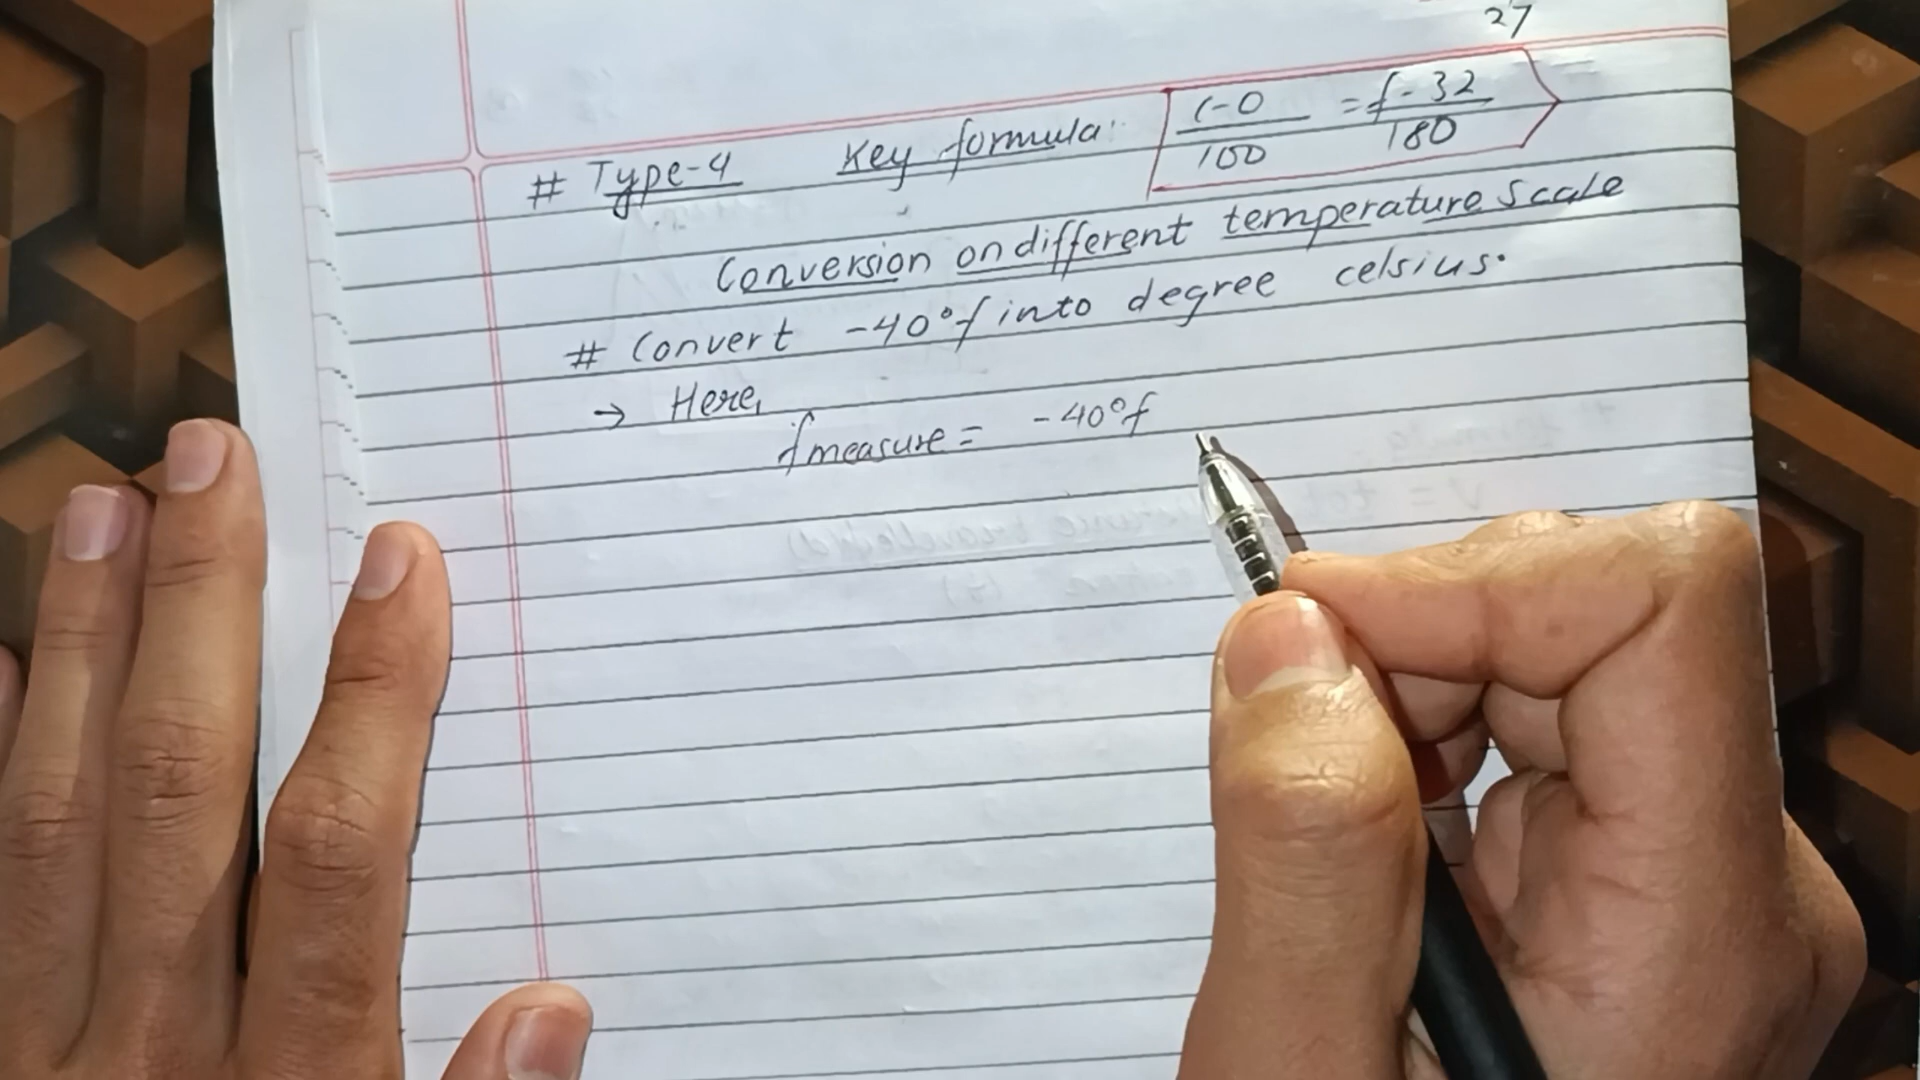 27
# Type-4 Key formula: C-0/100 = f-32/180
Conversion on different temperature scale
# Convert -40°f into degree celsius.
→ Here,
f measure = -40°f